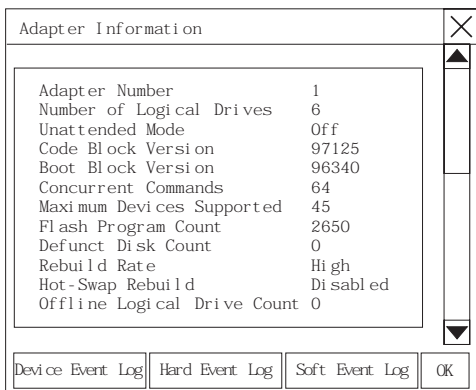 Adapter Information
Adapter Number 1
Number of Logical Drives 6
Unattended Mode Off
Code Block Version 97125
Boot Block Version 96340
Concurrent Commands 64
Maximum Devices Supported 45
Flash Program Count 2650
Defunct Disk Count 0
Rebuild Rate High
Hot-Swap Rebuild Disabled
Offline Logical Drive Count 0
Device Event Log Hard Event Log Soft Event Log OK